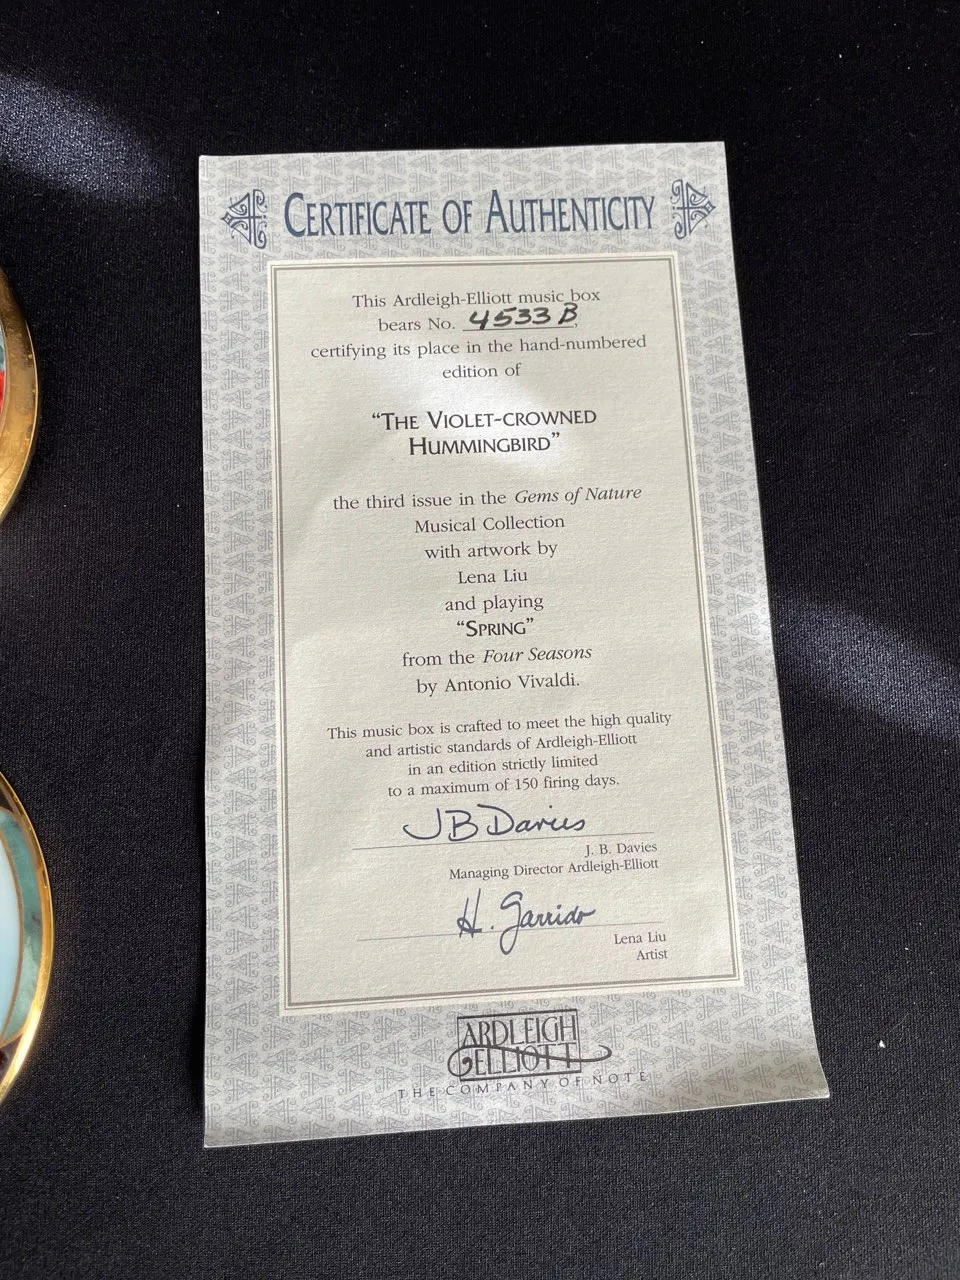 CERTIFICATE OF AUTHENTICITY
This Ardleigh-Elliott music box
bears No. 4533 B,
certifying its place in the hand-numbered
edition of
“THE VIOLET-CROWNED
HUMMINGBIRD”
the third issue in the Gems of Nature
Musical Collection
with artwork by
Lena Liu
and playing
“SPRING”
from the Four Seasons
by Antonio Vivaldi.
This music box is crafted to meet the high quality
and artistic standards of Ardleigh-Elliott
in an edition strictly limited
to a maximum of 150 firing days.
JB Davies
J. B. Davies
Managing Director Ardleigh-Elliott
H. Garrido
Lena Liu
Artist
ARDLEIGH
ELLIOTT
THE COMPANY OF NOTE